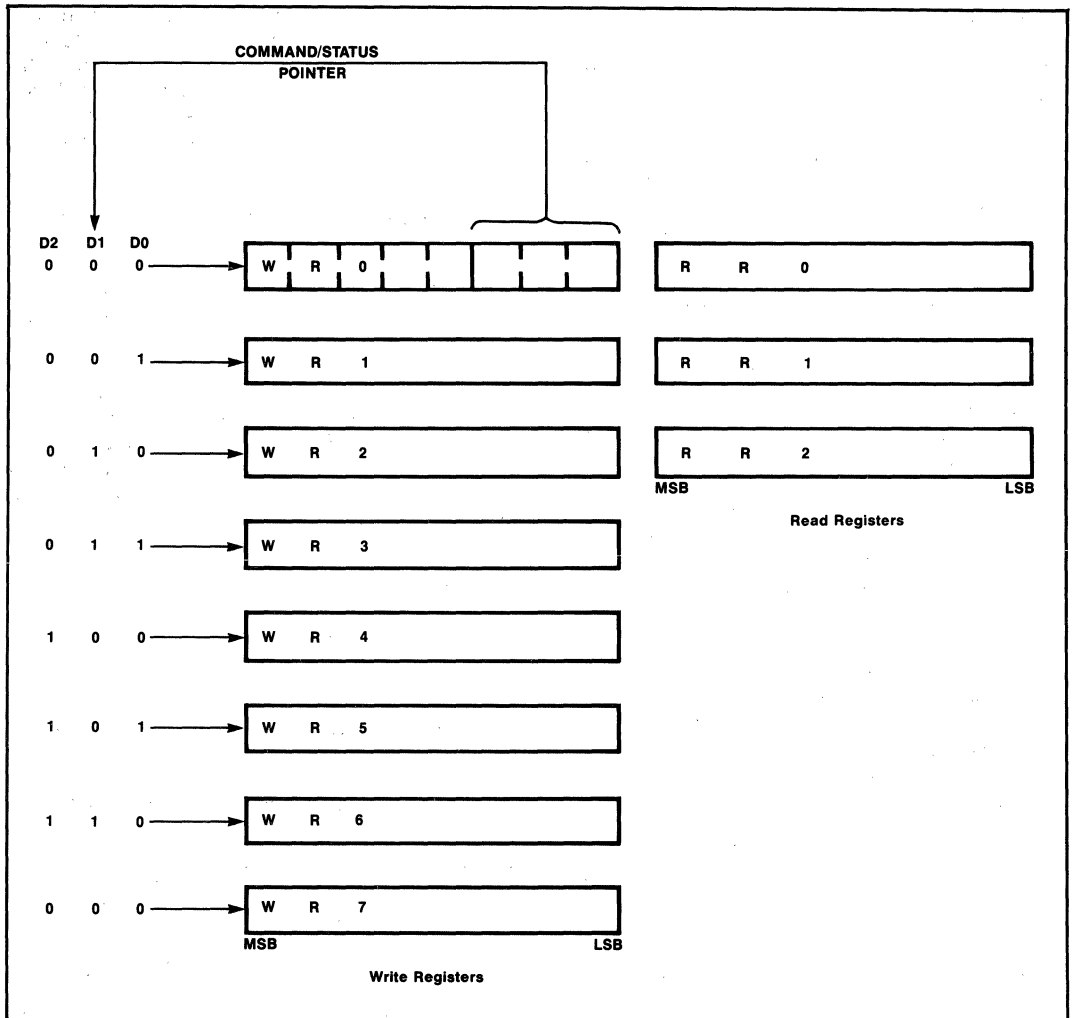 COMMAND/STATUS
POINTER
D2 D1 D0
0 0 0 W R 0 R R 0
0 0 1 W R 1 R R 1
0 1 0 W R 2 R R 2
MSB LSB
Read Registers
0 1 1 W R 3
1 0 0 W R 4
1 0 1 W R 5
1 1 0 W R 6
0 0 0 W R 7
MSB LSB
Write Registers